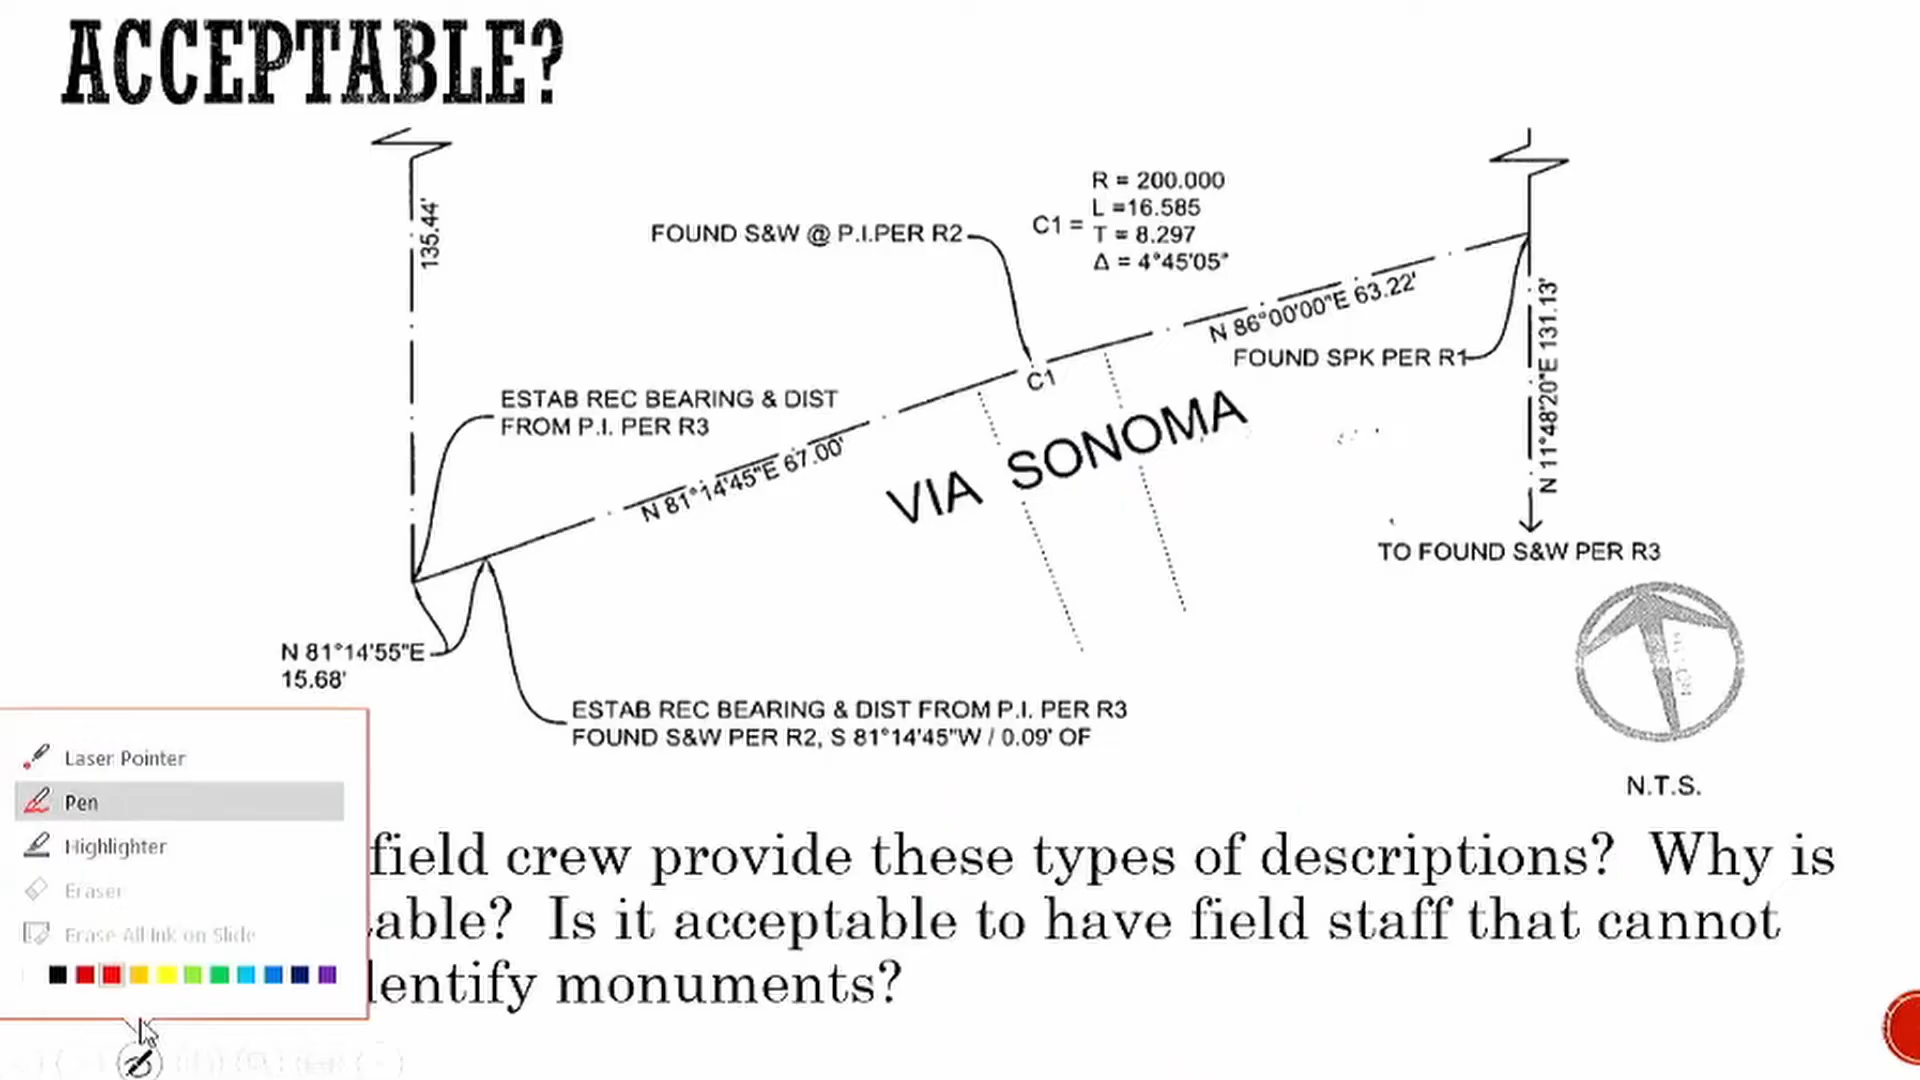 ACCEPTABLE?
135.44'
FOUND S&W @ P.I.PER R2
C1 =
R = 200.000
L =16.585
T = 8.297
Δ = 4°45'05"
N 86°00'00"E 63.22'
FOUND SPK PER R1
C1
ESTAB REC BEARING & DIST
FROM P.I. PER R3
N 81°14'45"E 67.00'
VIA SONOMA
N 11°48'20"E 131.13'
TO FOUND S&W PER R3
N 81°14'55"E
15.68'
ESTAB REC BEARING & DIST FROM P.I. PER R3
FOUND S&W PER R2, S 81°14'45"W / 0.09' OF
N.T.S.
Laser Pointer
Pen
Highlighter
Eraser
Erase All Ink on Slide
field crew provide these types of descriptions? Why is
table? Is it acceptable to have field staff that cannot
dentify monuments?